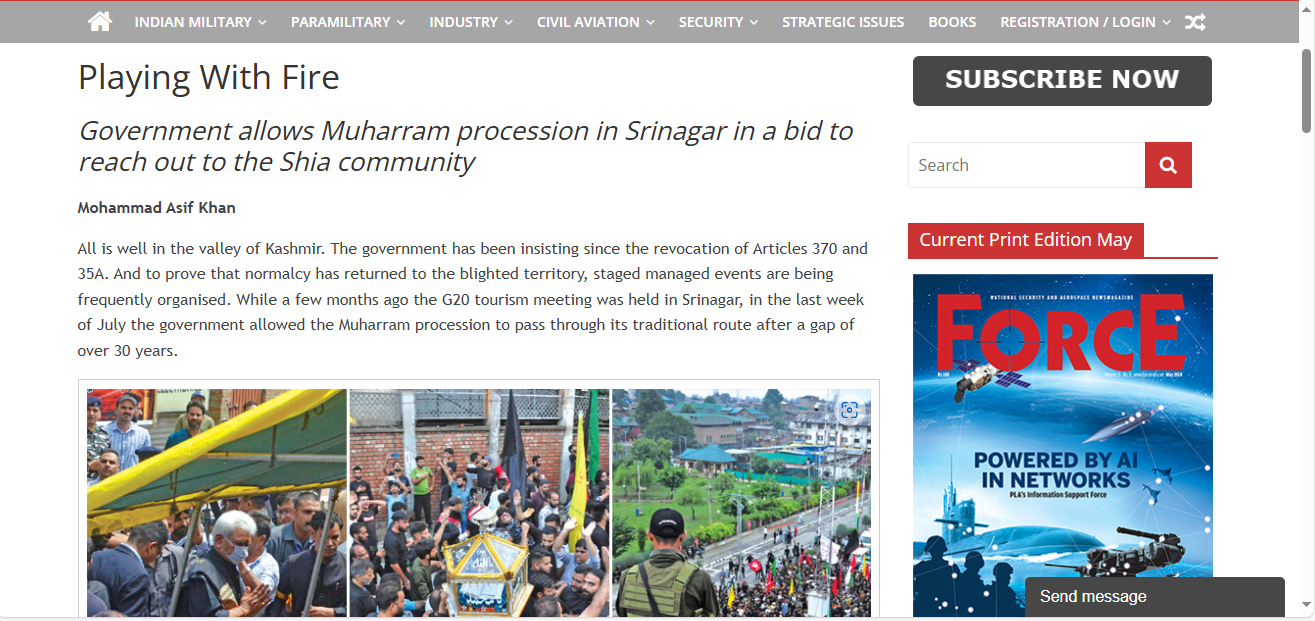 INDIAN MILITARY PARAMILITARY INDUSTRY CIVIL AVIATION SECURITY STRATEGIC ISSUES BOOKS REGISTRATION / LOGIN
Playing With Fire
Government allows Muharram procession in Srinagar in a bid to
reach out to the Shia community
Mohammad Asif Khan
All is well in the valley of Kashmir. The government has been insisting since the revocation of Articles 370 and
35A. And to prove that normalcy has returned to the blighted territory, staged managed events are being
frequently organised. While a few months ago the G20 tourism meeting was held in Srinagar, in the last week
of July the government allowed the Muharram procession to pass through its traditional route after a gap of
over 30 years.
SUBSCRIBE NOW
Search
Current Print Edition May
NATIONAL SECURITY AND AEROSPACE NEWSMAGAZINE
FORCE
May 2024
POWERED BY AI
IN NETWORKS
PLA's Information Support Force
Send message